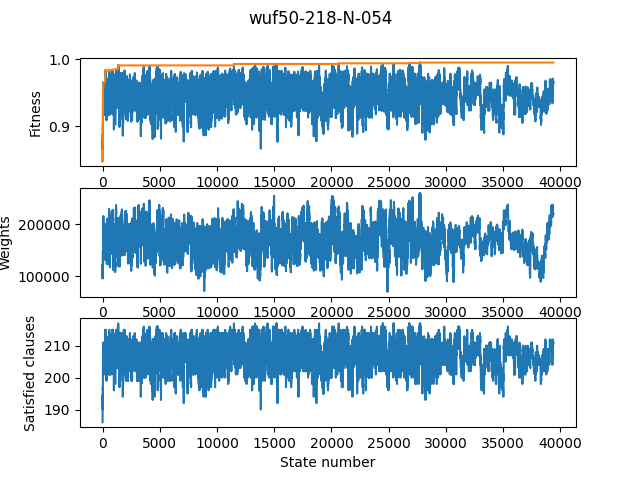 wuf50-218-N-054
Fitness
1.0
0.9
0 5000 10000 15000 20000 25000 30000 35000 40000
Weights
200000
100000
0 5000 10000 15000 20000 25000 30000 35000 40000
Satisfied clauses
210
200
190
0 5000 10000 15000 20000 25000 30000 35000 40000
State number